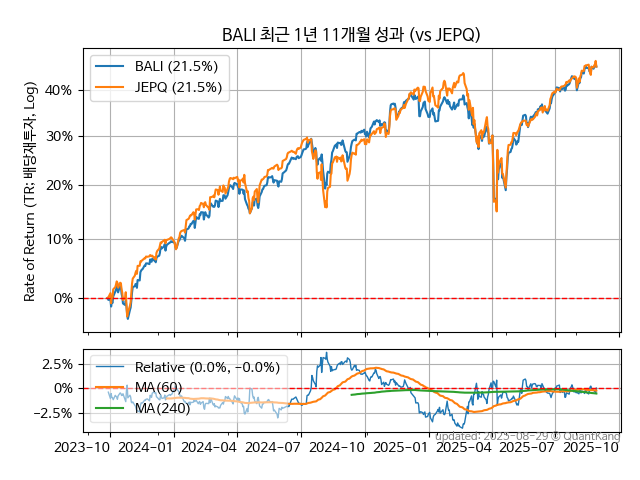 BALI 최근 1년 11개월 성과 (vs JEPQ)
BALI (21.5%)
JEPQ (21.5%)
Rate of Return (TR: 배당재투자, Log)
40%
30%
20%
10%
0%
2.5%
0%
−2.5%
Relative (0.0%, −0.0%)
MA(60)
MA(240)
2023-10 2024-01 2024-04 2024-07 2024-10 2025-01 2025-04 2025-07 2025-10
updated: 2025-08-29 © QuantKang